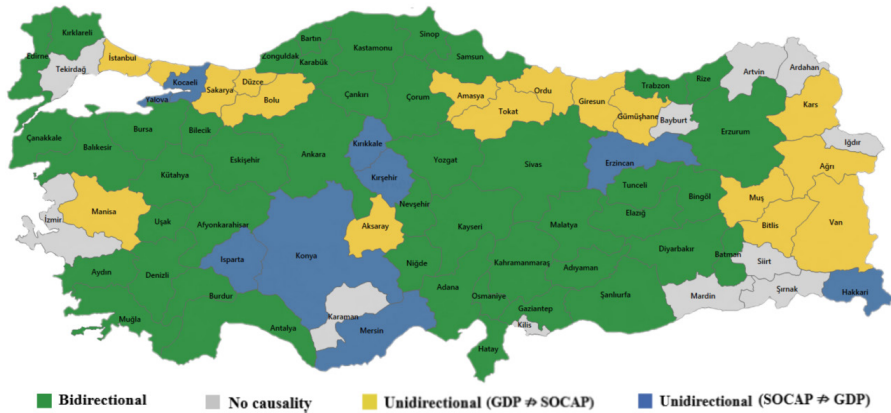 Kırklareli
Edirne
Tekirdağ
İstanbul
Kocaeli
Yalova
Sakarya
Düzce
Bolu
Zonguldak
Bartın
Karabük
Kastamonu
Sinop
Samsun
Çankırı
Çorum
Amasya
Tokat
Ordu
Giresun
Gümüşhane
Trabzon
Rize
Bayburt
Artvin
Ardahan
Kars
Iğdır
Erzurum
Ağrı
Çanakkale
Balıkesir
Bursa
Bilecik
Kütahya
Eskişehir
Ankara
Kırıkkale
Kırşehir
Yozgat
Sivas
Erzincan
Tunceli
Bingöl
Muş
Bitlis
Van
Manisa
İzmir
Uşak
Afyonkarahisar
Isparta
Konya
Aksaray
Nevşehir
Kayseri
Malatya
Elazığ
Diyarbakır
Batman
Siirt
Şırnak
Hakkari
Mardin
Aydın
Denizli
Muğla
Burdur
Antalya
Karaman
Mersin
Niğde
Adana
Kahramanmaraş
Osmaniye
Adıyaman
Gaziantep
Şanlıurfa
Kilis
Hatay
Bidirectional
No causality
Unidirectional (GDP ⇏ SOCAP)
Unidirectional (SOCAP ⇏ GDP)